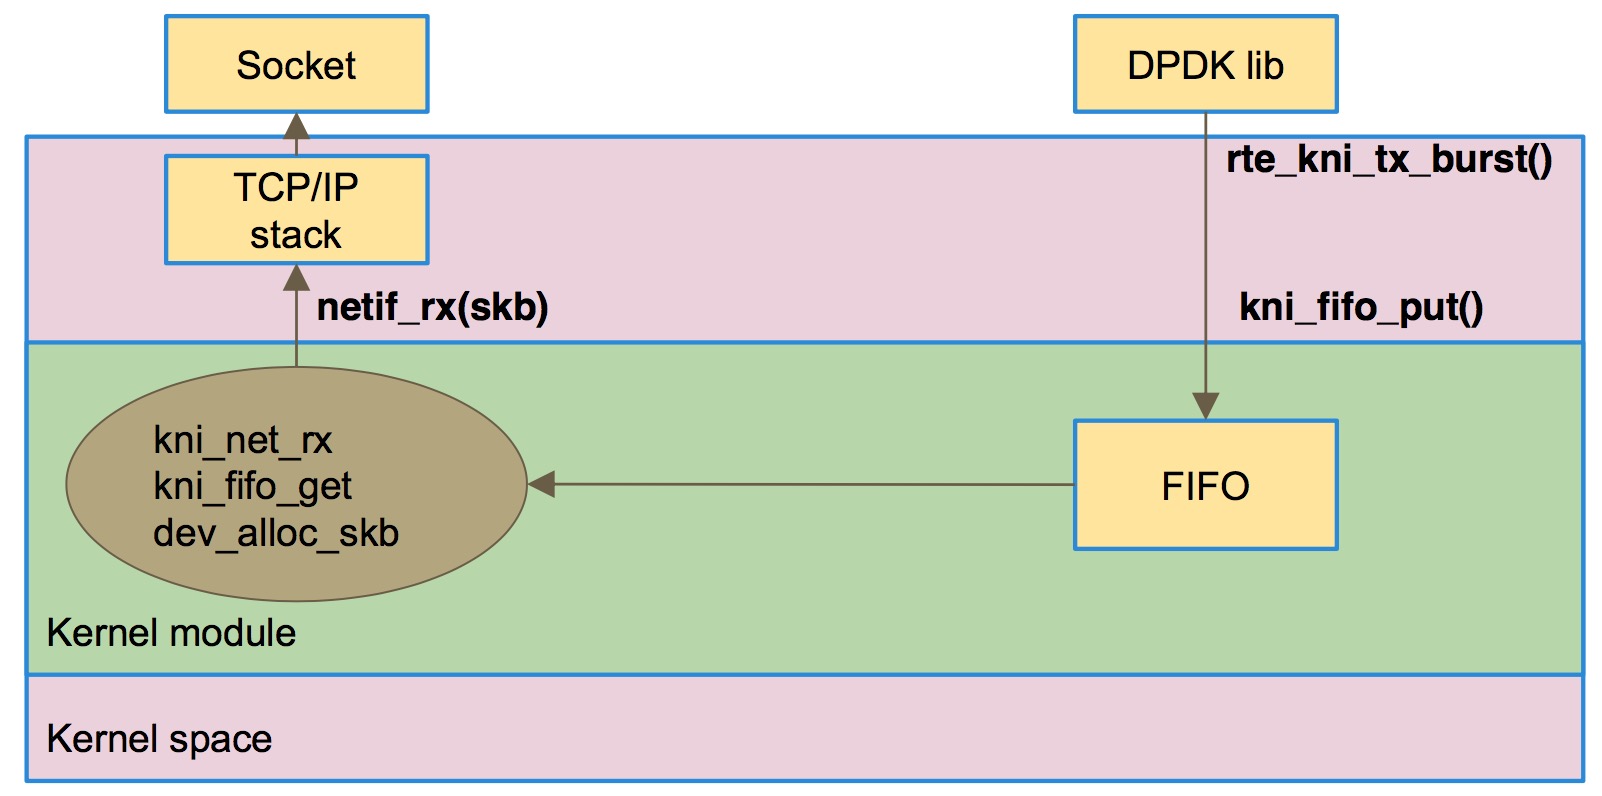 Socket
DPDK lib
rte_kni_tx_burst()
TCP/IP
stack
netif_rx(skb)
kni_fifo_put()
kni_net_rx
kni_fifo_get
dev_alloc_skb
FIFO
Kernel module
Kernel space